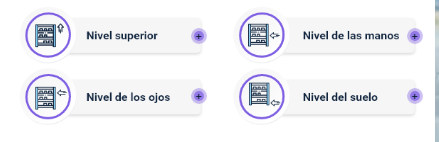 Nivel superior
Nivel de las manos
Nivel de los ojos
Nivel del suelo